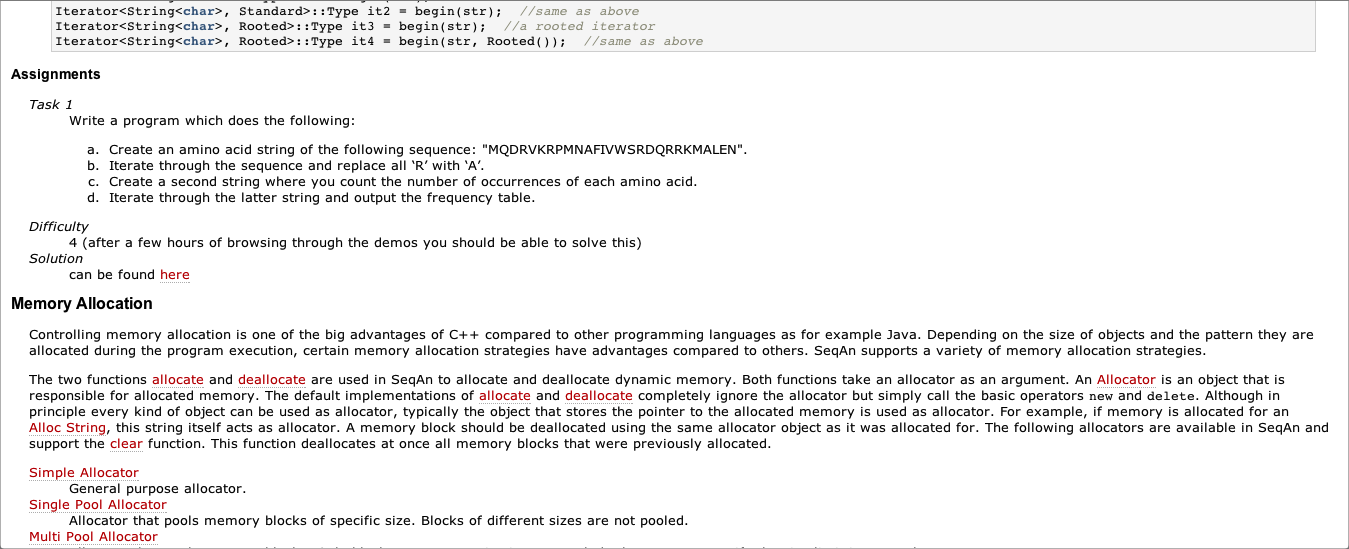 Iterator<String<char>, Standard>::Type it2 = begin(str);  //same as above
Iterator<String<char>, Rooted>::Type it3 = begin(str);  //a rooted iterator
Iterator<String<char>, Rooted>::Type it4 = begin(str, Rooted());  //same as above
Assignments
Task 1
Write a program which does the following:
a. Create an amino acid string of the following sequence: "MQDRVKRPMNAFIVWSRDQRRKMALEN".
b. Iterate through the sequence and replace all ‘R’ with ‘A’.
c. Create a second string where you count the number of occurrences of each amino acid.
d. Iterate through the latter string and output the frequency table.
Difficulty
4 (after a few hours of browsing through the demos you should be able to solve this)
Solution
can be found here
Memory Allocation
Controlling memory allocation is one of the big advantages of C++ compared to other programming languages as for example Java. Depending on the size of objects and the pattern they are
allocated during the program execution, certain memory allocation strategies have advantages compared to others. SeqAn supports a variety of memory allocation strategies.
The two functions allocate and deallocate are used in SeqAn to allocate and deallocate dynamic memory. Both functions take an allocator as an argument. An Allocator is an object that is
responsible for allocated memory. The default implementations of allocate and deallocate completely ignore the allocator but simply call the basic operators new and delete. Although in
principle every kind of object can be used as allocator, typically the object that stores the pointer to the allocated memory is used as allocator. For example, if memory is allocated for an
Alloc String, this string itself acts as allocator. A memory block should be deallocated using the same allocator object as it was allocated for. The following allocators are available in SeqAn and
support the clear function. This function deallocates at once all memory blocks that were previously allocated.
Simple Allocator
General purpose allocator.
Single Pool Allocator
Allocator that pools memory blocks of specific size. Blocks of different sizes are not pooled.
Multi Pool Allocator